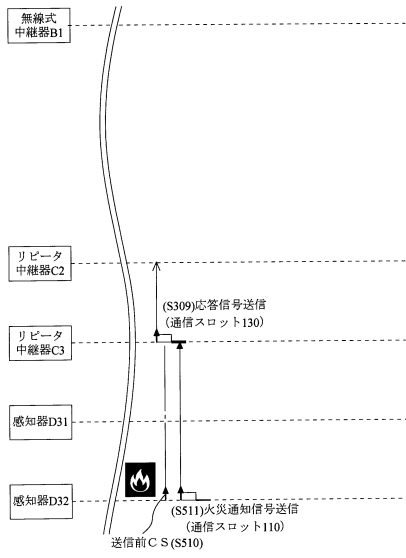 無線式
中継器B1
リピータ
中継器C2
(S309)応答信号送信
(通信スロット130)
リピータ
中継器C3
感知器D31
感知器D32
(S511)火災通知信号送信
(通信スロット110)
送信前CS(S510)